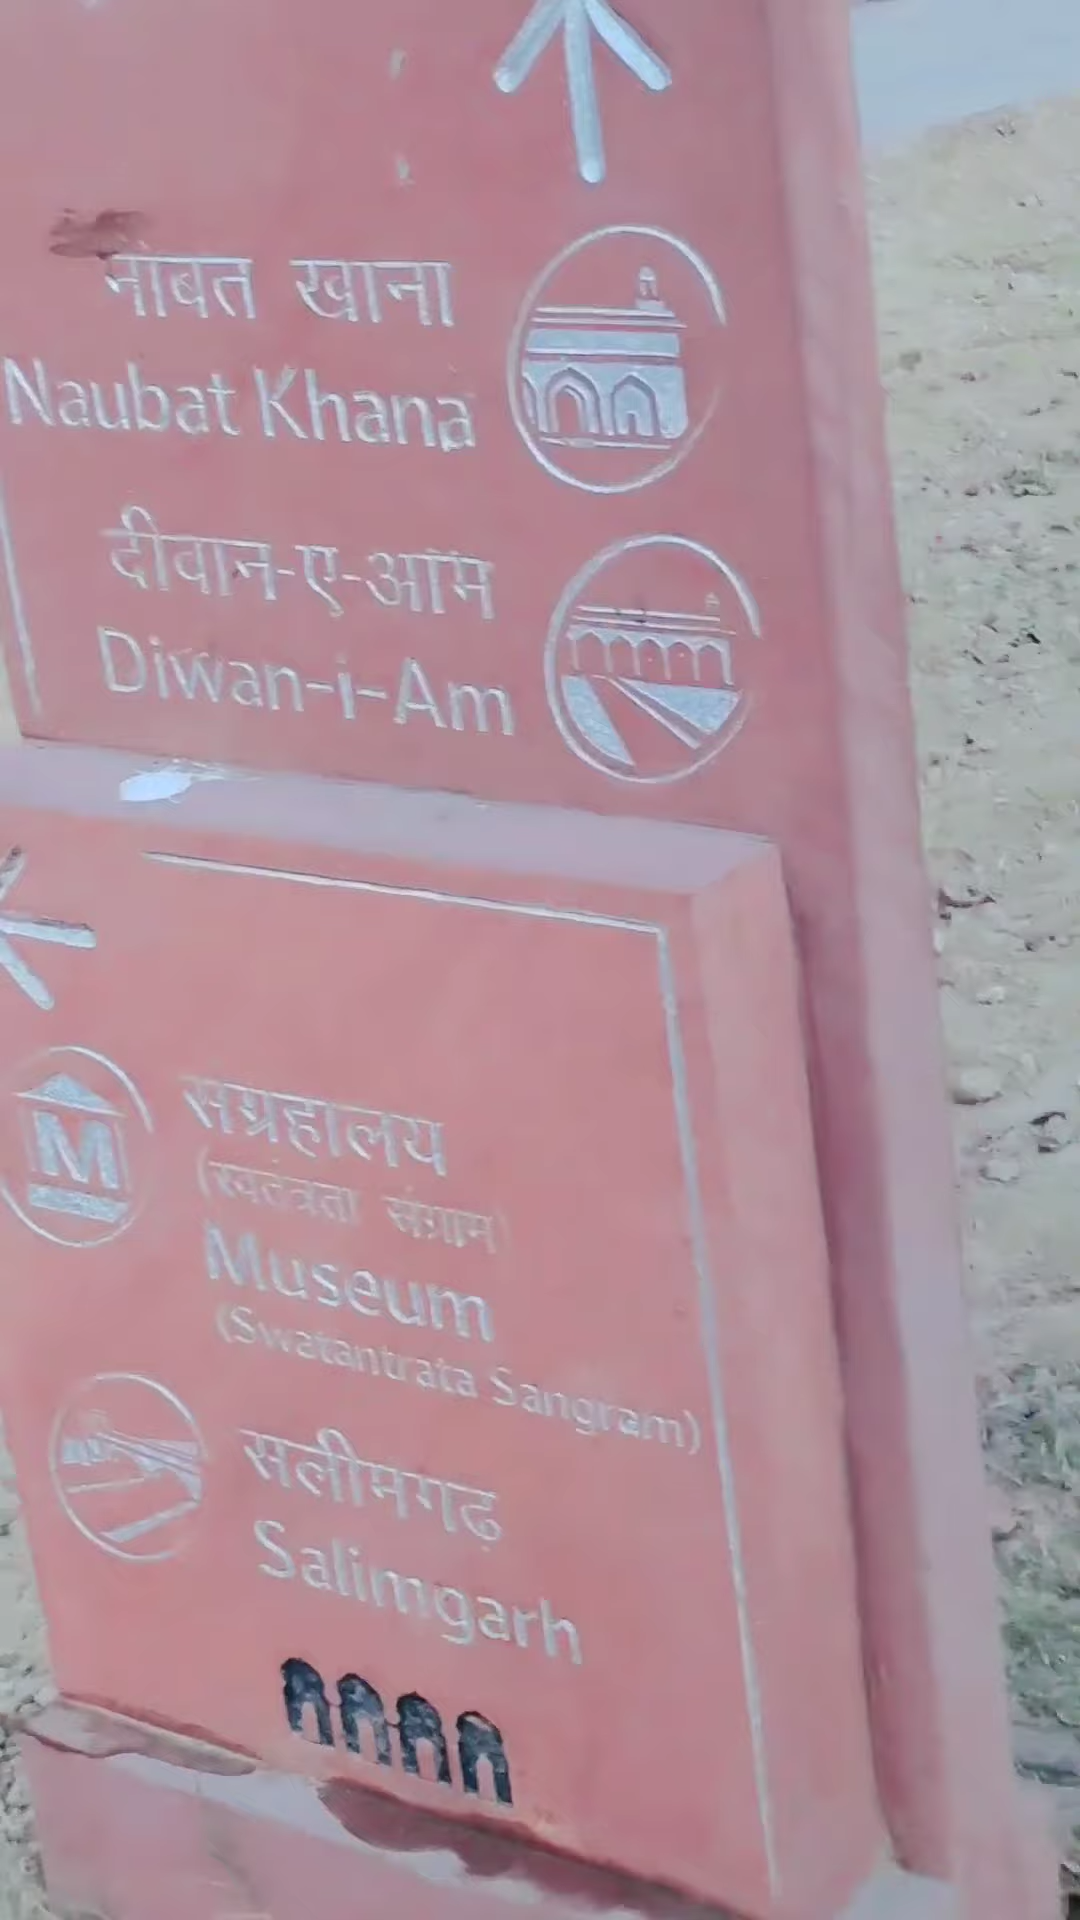 नौबत खाना
Naubat Khana
दीवान-ए-आम
Diwan-i-Am
M
संग्रहालय
(स्वतंत्रता संग्राम)
Museum
(Swatantrata Sangram)
सलीमगढ़
Salimgarh